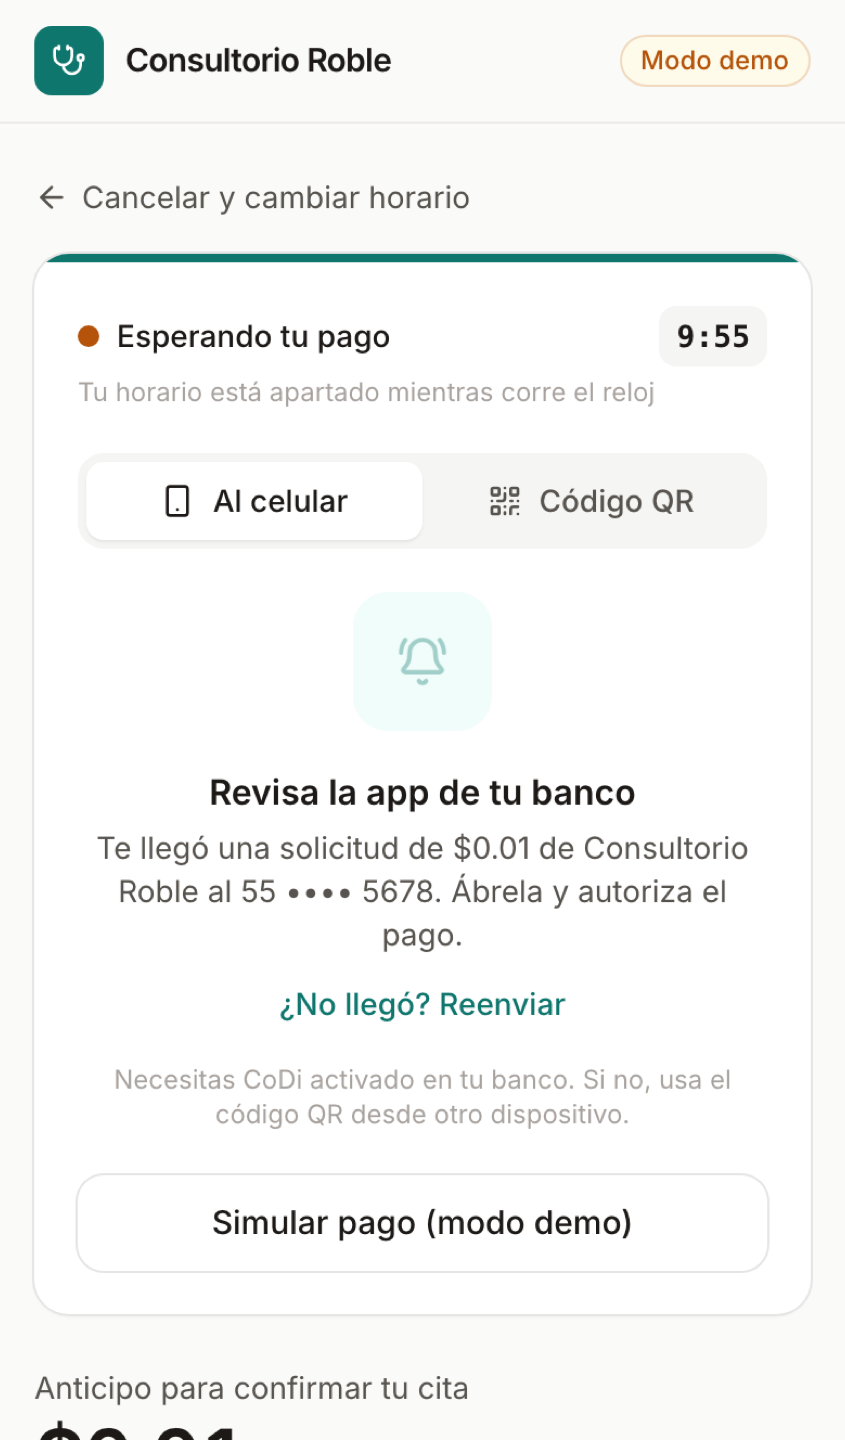 Consultorio Roble
Modo demo
Cancelar y cambiar horario
Esperando tu pago
9:55
Tu horario está apartado mientras corre el reloj
Al celular
Código QR
Revisa la app de tu banco
Te llegó una solicitud de $0.01 de Consultorio
Roble al 55 •••• 5678. Ábrela y autoriza el
pago.
¿No llegó? Reenviar
Necesitas CoDi activado en tu banco. Si no, usa el
código QR desde otro dispositivo.
Simular pago (modo demo)
Anticipo para confirmar tu cita
$0.01